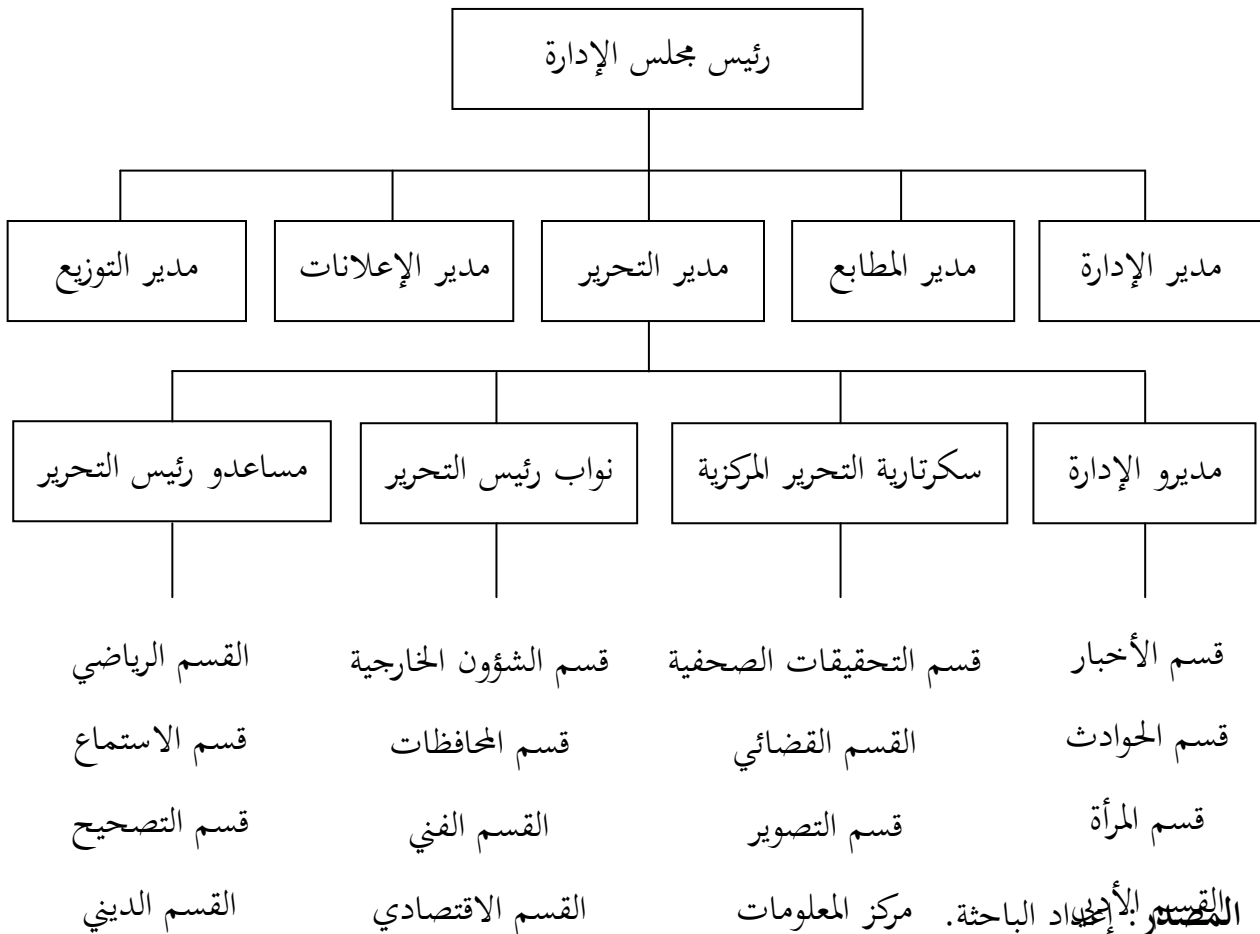 رئيس مجلس الإدارة
مدير الإدارة
مدير المطابع
مدير التحرير
مدير الإعلانات
مدير التوزيع
مديرو الإدارة
سكرتارية التحرير المركزية
نواب رئيس التحرير
مساعدو رئيس التحرير
قسم الأخبار
قسم التحقيقات الصحفية
قسم الشؤون الخارجية
القسم الرياضي
قسم الحوادث
القسم القضائي
قسم المحافظات
قسم الاستماع
قسم المرأة
قسم التصوير
القسم الفني
قسم التصحيح
القسم الأدبي
مركز المعلومات
القسم الاقتصادي
القسم الديني
المصدر: إعداد الباحثة.